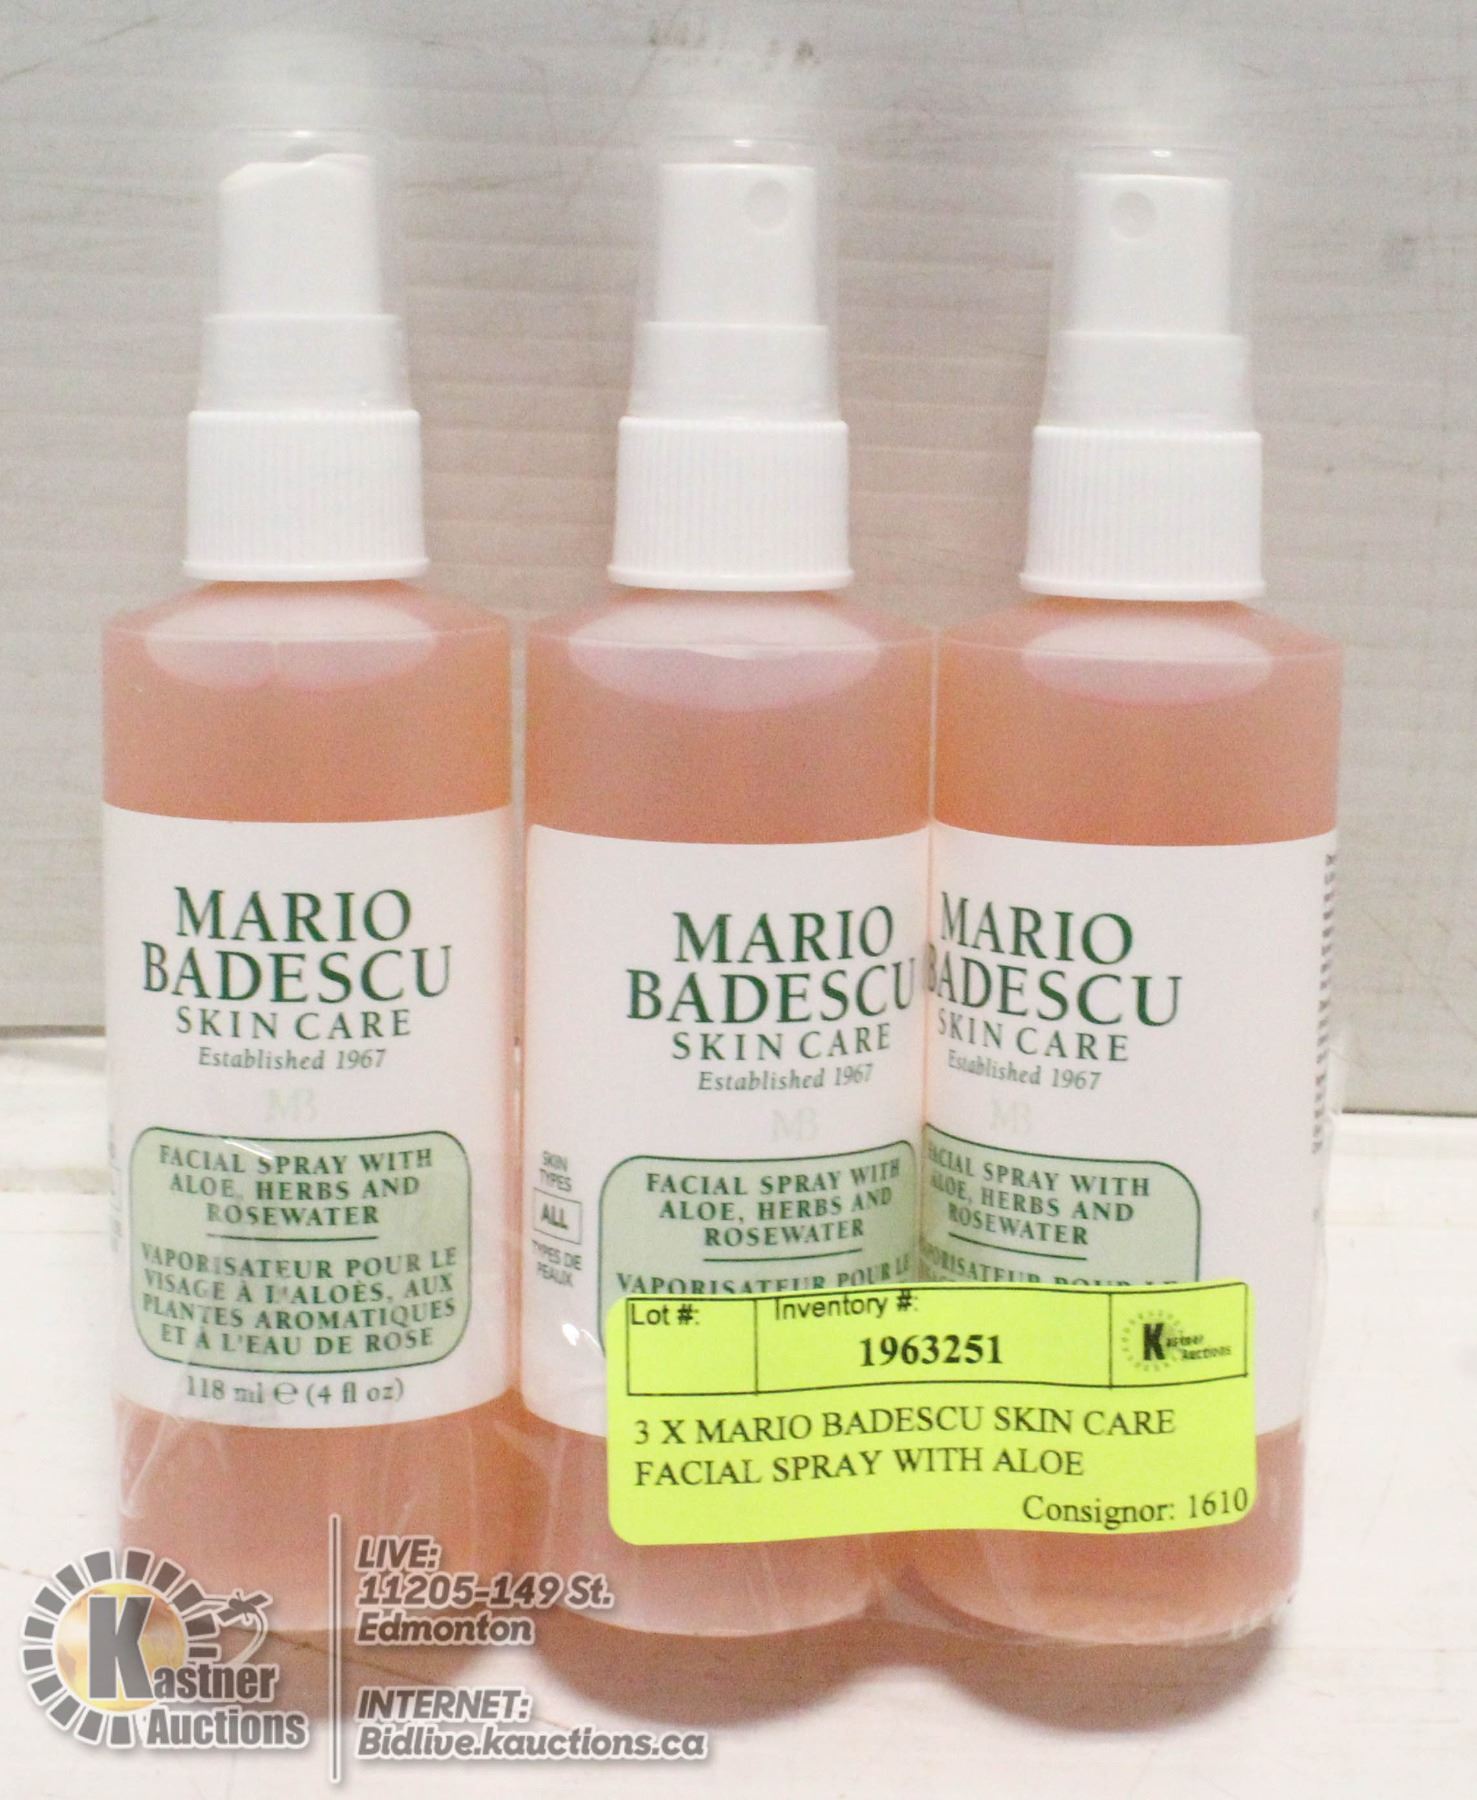 MARIO
BADESCU
SKIN CARE
Established 1967
MB
FACIAL SPRAY WITH
ALOE, HERBS AND
ROSEWATER
VAPORISATEUR POUR LE
VISAGE À L'ALOÈS, AUX
PLANTES AROMATIQUES
ET À L'EAU DE ROSE
118 ml e (4 fl oz)
SKIN
TYPES
ALL
TYPES DE
PEAUX
MARIO
BADESCU
SKIN CARE
Established 1967
MB
FACIAL SPRAY WITH
ALOE, HERBS AND
ROSEWATER
VAPORISATEUR POUR LE
MARIO
BADESCU
SKIN CARE
Established 1967
MB
FACIAL SPRAY WITH
ALOE, HERBS AND
ROSEWATER
Lot #:
Inventory #:
1963251
Kastner
Auctions
3 X MARIO BADESCU SKIN CARE
FACIAL SPRAY WITH ALOE
Consignor: 1610
Kastner
Auctions
LIVE:
11205-149 St.
Edmonton
INTERNET:
Bidlive.kauctions.ca